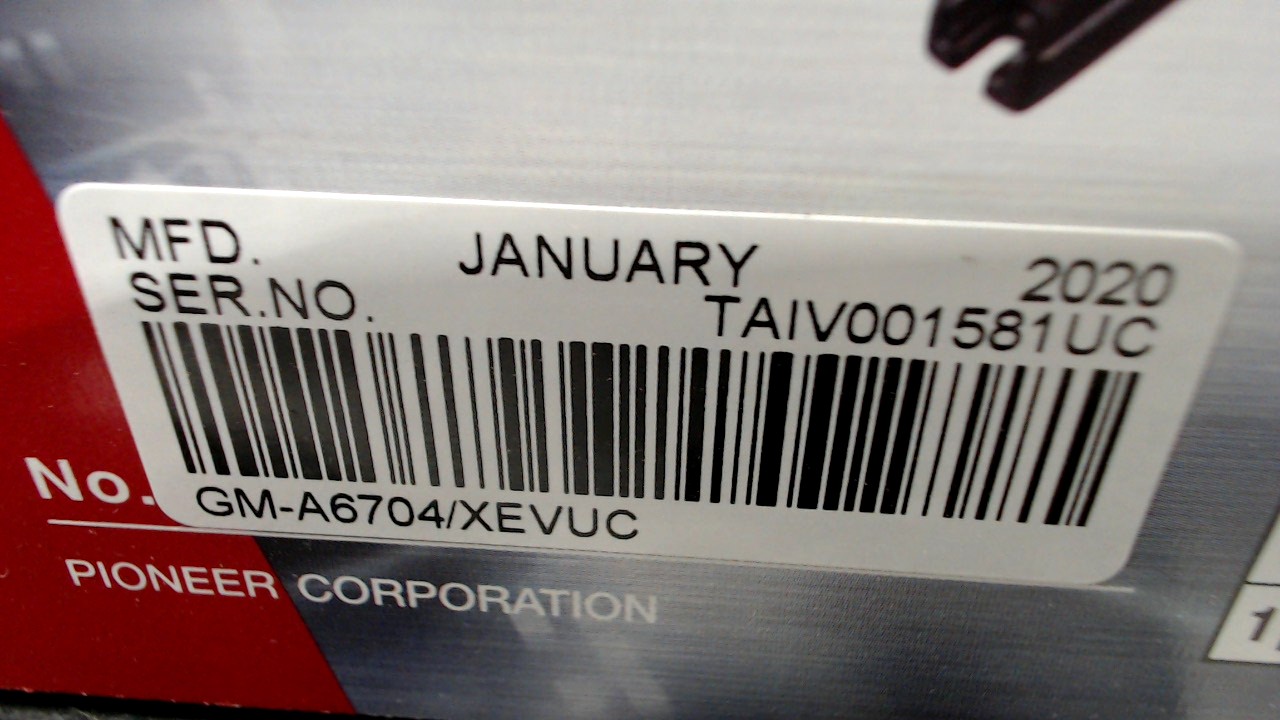 MFD. JANUARY 2020
SER.NO. TAIV001581UC
GM-A6704/XEVUC
No.
PIONEER CORPORATION